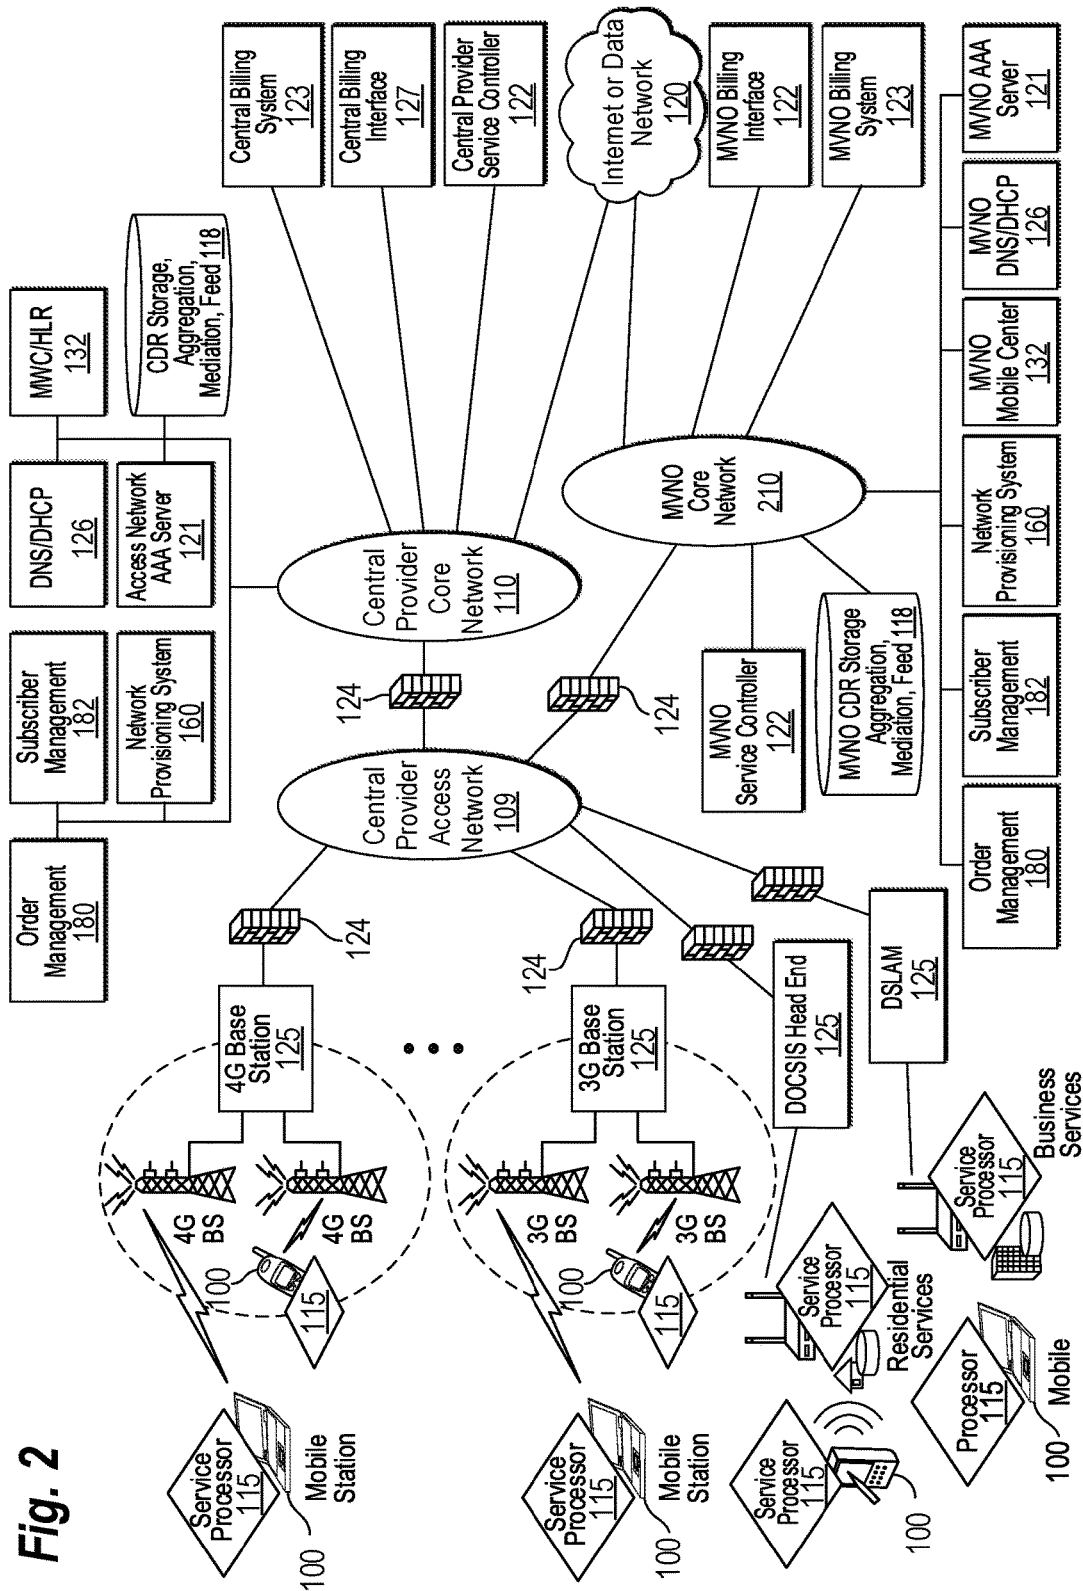 Fig. 2
Order
Management
180
Subscriber
Management
182
DNS/DHCP
126
MWC/HLR
132
Network
Provisioning System
160
Access Network
AAA Server
121
CDR Storage,
Aggregation,
Mediation, Feed 118
Service
Processor
115
100
Mobile
Station
4G
BS
4G
BS
100
115
4G Base
Station
125
124
Central
Provider
Access
Network
109
124
Central
Provider
Core
Network
110
Central Billing
System
123
Central Billing
Interface
127
Central Provider
Service Controller
122
Internet or Data
Network
120
Service
Processor
115
100
Mobile
Station
3G
BS
3G
BS
100
115
3G Base
Station
125
124
124
MVNO
Core
Network
210
MVNO Billing
Interface
122
MVNO Billing
System
123
Service
Processor
115
100
Service
Processor
115
Residential
Services
DOCSIS Head End
125
MVNO
Service Controller
122
MVNO CDR Storage
Aggregation,
Mediation, Feed 118
Processor
115
100
Mobile
Service
Processor
115
Business
Services
DSLAM
125
Order
Management
180
Subscriber
Management
182
Network
Provisioning System
160
MVNO
Mobile Center
132
MVNO
DNS/DHCP
126
MVNO AAA
Server
121